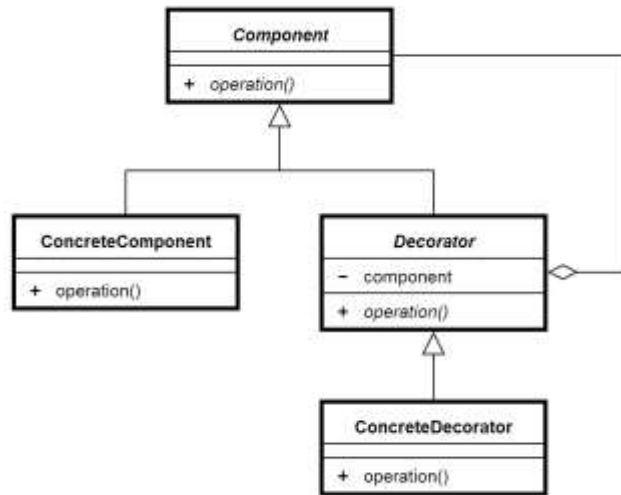 Component
+ operation()
ConcreteComponent
+ operation()
Decorator
- component
+ operation()
ConcreteDecorator
+ operation()